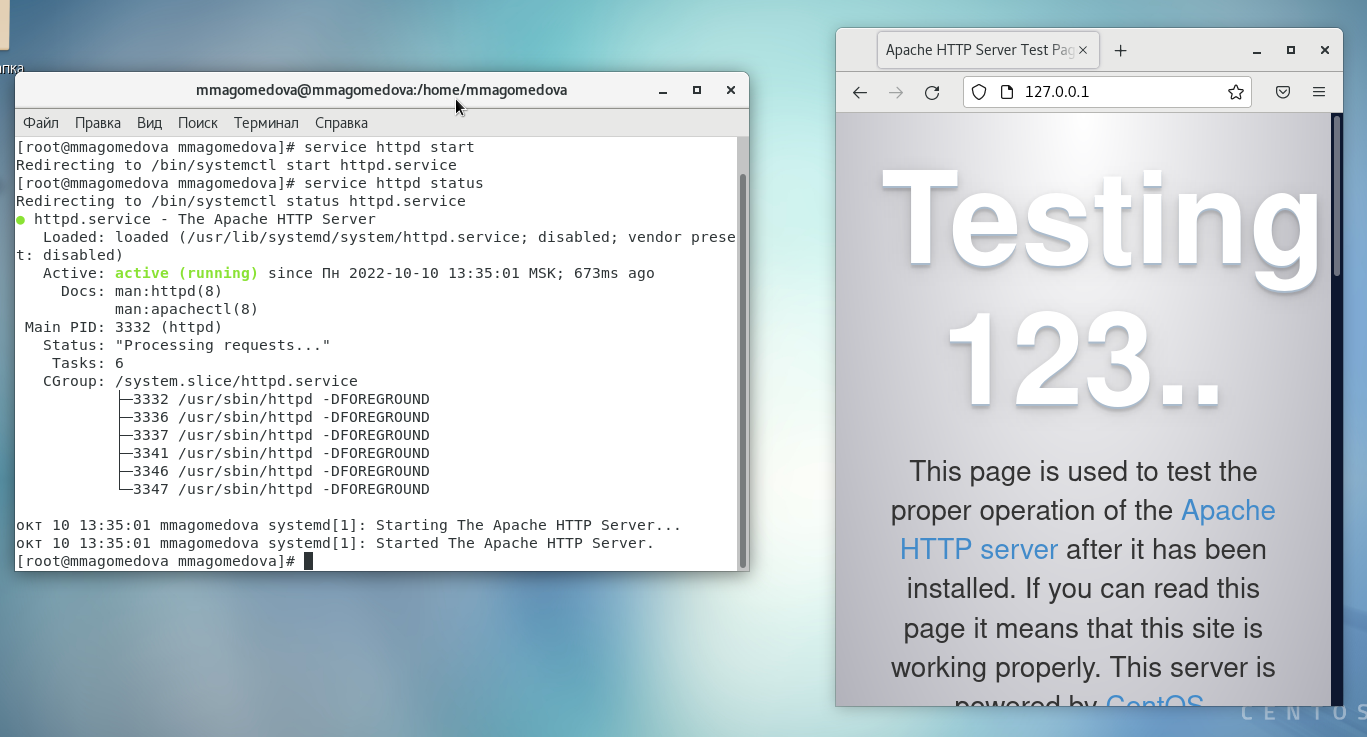 mmagomedova@mmagomedova:/home/mmagomedova
Файл Правка Вид Поиск Терминал Справка
[root@mmagomedova mmagomedova]# service httpd start
Redirecting to /bin/systemctl start httpd.service
[root@mmagomedova mmagomedova]# service httpd status
Redirecting to /bin/systemctl status httpd.service
● httpd.service - The Apache HTTP Server
Loaded: loaded (/usr/lib/systemd/system/httpd.service; disabled; vendor prese
t: disabled)
Active: active (running) since Пн 2022-10-10 13:35:01 MSK; 673ms ago
Docs: man:httpd(8)
man:apachectl(8)
Main PID: 3332 (httpd)
Status: "Processing requests..."
Tasks: 6
CGroup: /system.slice/httpd.service
├─3332 /usr/sbin/httpd -DFOREGROUND
├─3336 /usr/sbin/httpd -DFOREGROUND
├─3337 /usr/sbin/httpd -DFOREGROUND
├─3341 /usr/sbin/httpd -DFOREGROUND
├─3346 /usr/sbin/httpd -DFOREGROUND
└─3347 /usr/sbin/httpd -DFOREGROUND
окт 10 13:35:01 mmagomedova systemd[1]: Starting The Apache HTTP Server...
окт 10 13:35:01 mmagomedova systemd[1]: Started The Apache HTTP Server.
[root@mmagomedova mmagomedova]#
Apache HTTP Server Test Pag
127.0.0.1
Testing
123..
This page is used to test the
proper operation of the Apache
HTTP server after it has been
installed. If you can read this
page it means that this site is
working properly. This server is
powered by CentOS
CENTOS